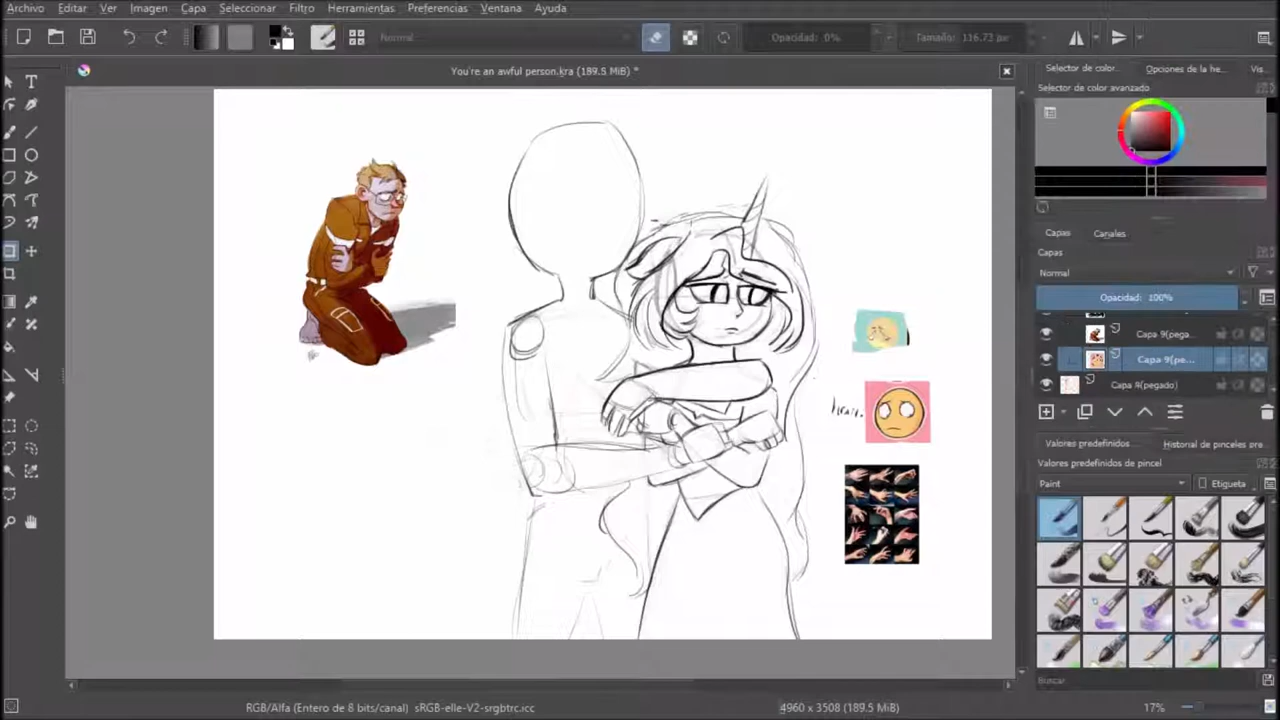 Archivo Editar Ver Imagen Capa Seleccionar Filtro Herramientas Preferencias Ventana Ayuda
Normal Opacidad: 0% Tamaño: 116.73 px
You're an awful person.kra (189.5 MiB) *
Selector de color... Opciones de la he... Vis...
Selector de color avanzado
Capas Canales
Capas
Normal
Opacidad: 100%
Capa 9(pega...
Capa 9(pe...
Capa 8(pegado)
Valores predefinidos Historial de pinceles pre...
Valores predefinidos de pincel
Paint Etiqueta
Buscar
RGB/Alfa (Entero de 8 bits/canal) sRGB-elle-V2-srgbtrc.icc 4960 x 3508 (189.5 MiB) 17%